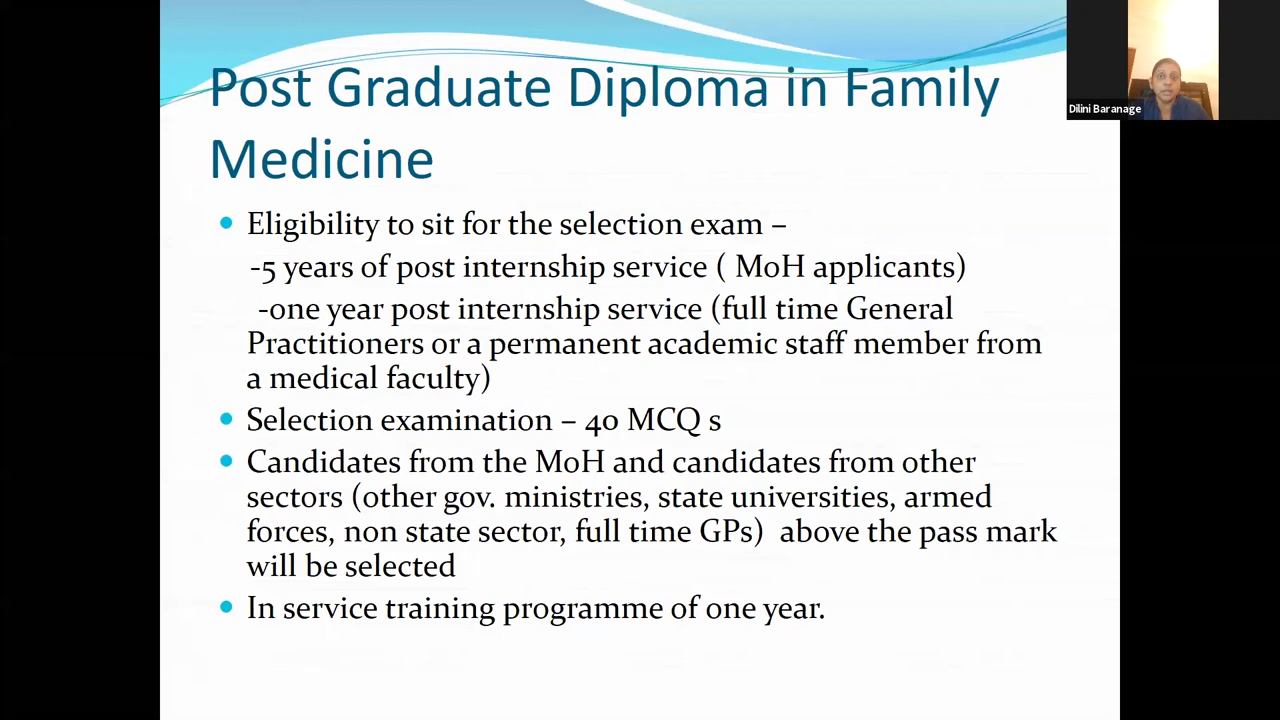 Post Graduate Diploma in Family
Medicine
Dilini Baranage
• Eligibility to sit for the selection exam –
-5 years of post internship service ( MoH applicants)
-one year post internship service (full time General
Practitioners or a permanent academic staff member from
a medical faculty)
• Selection examination – 40 MCQ s
• Candidates from the MoH and candidates from other
sectors (other gov. ministries, state universities, armed
forces, non state sector, full time GPs)  above the pass mark
will be selected
• In service training programme of one year.